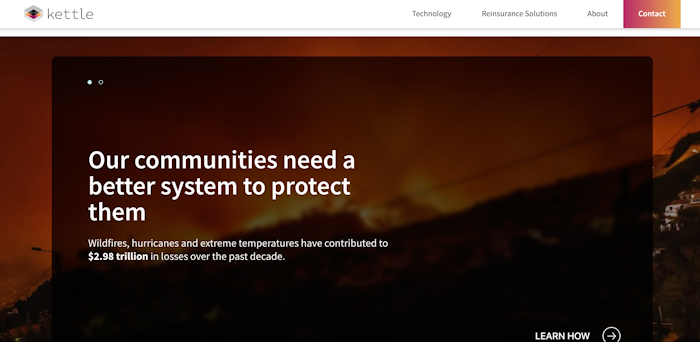 kettle
Technology
Reinsurance Solutions
About
Contact
Our communities need a
better system to protect
them
Wildfires, hurricanes and extreme temperatures have contributed to
$2.98 trillion in losses over the past decade.
LEARN HOW